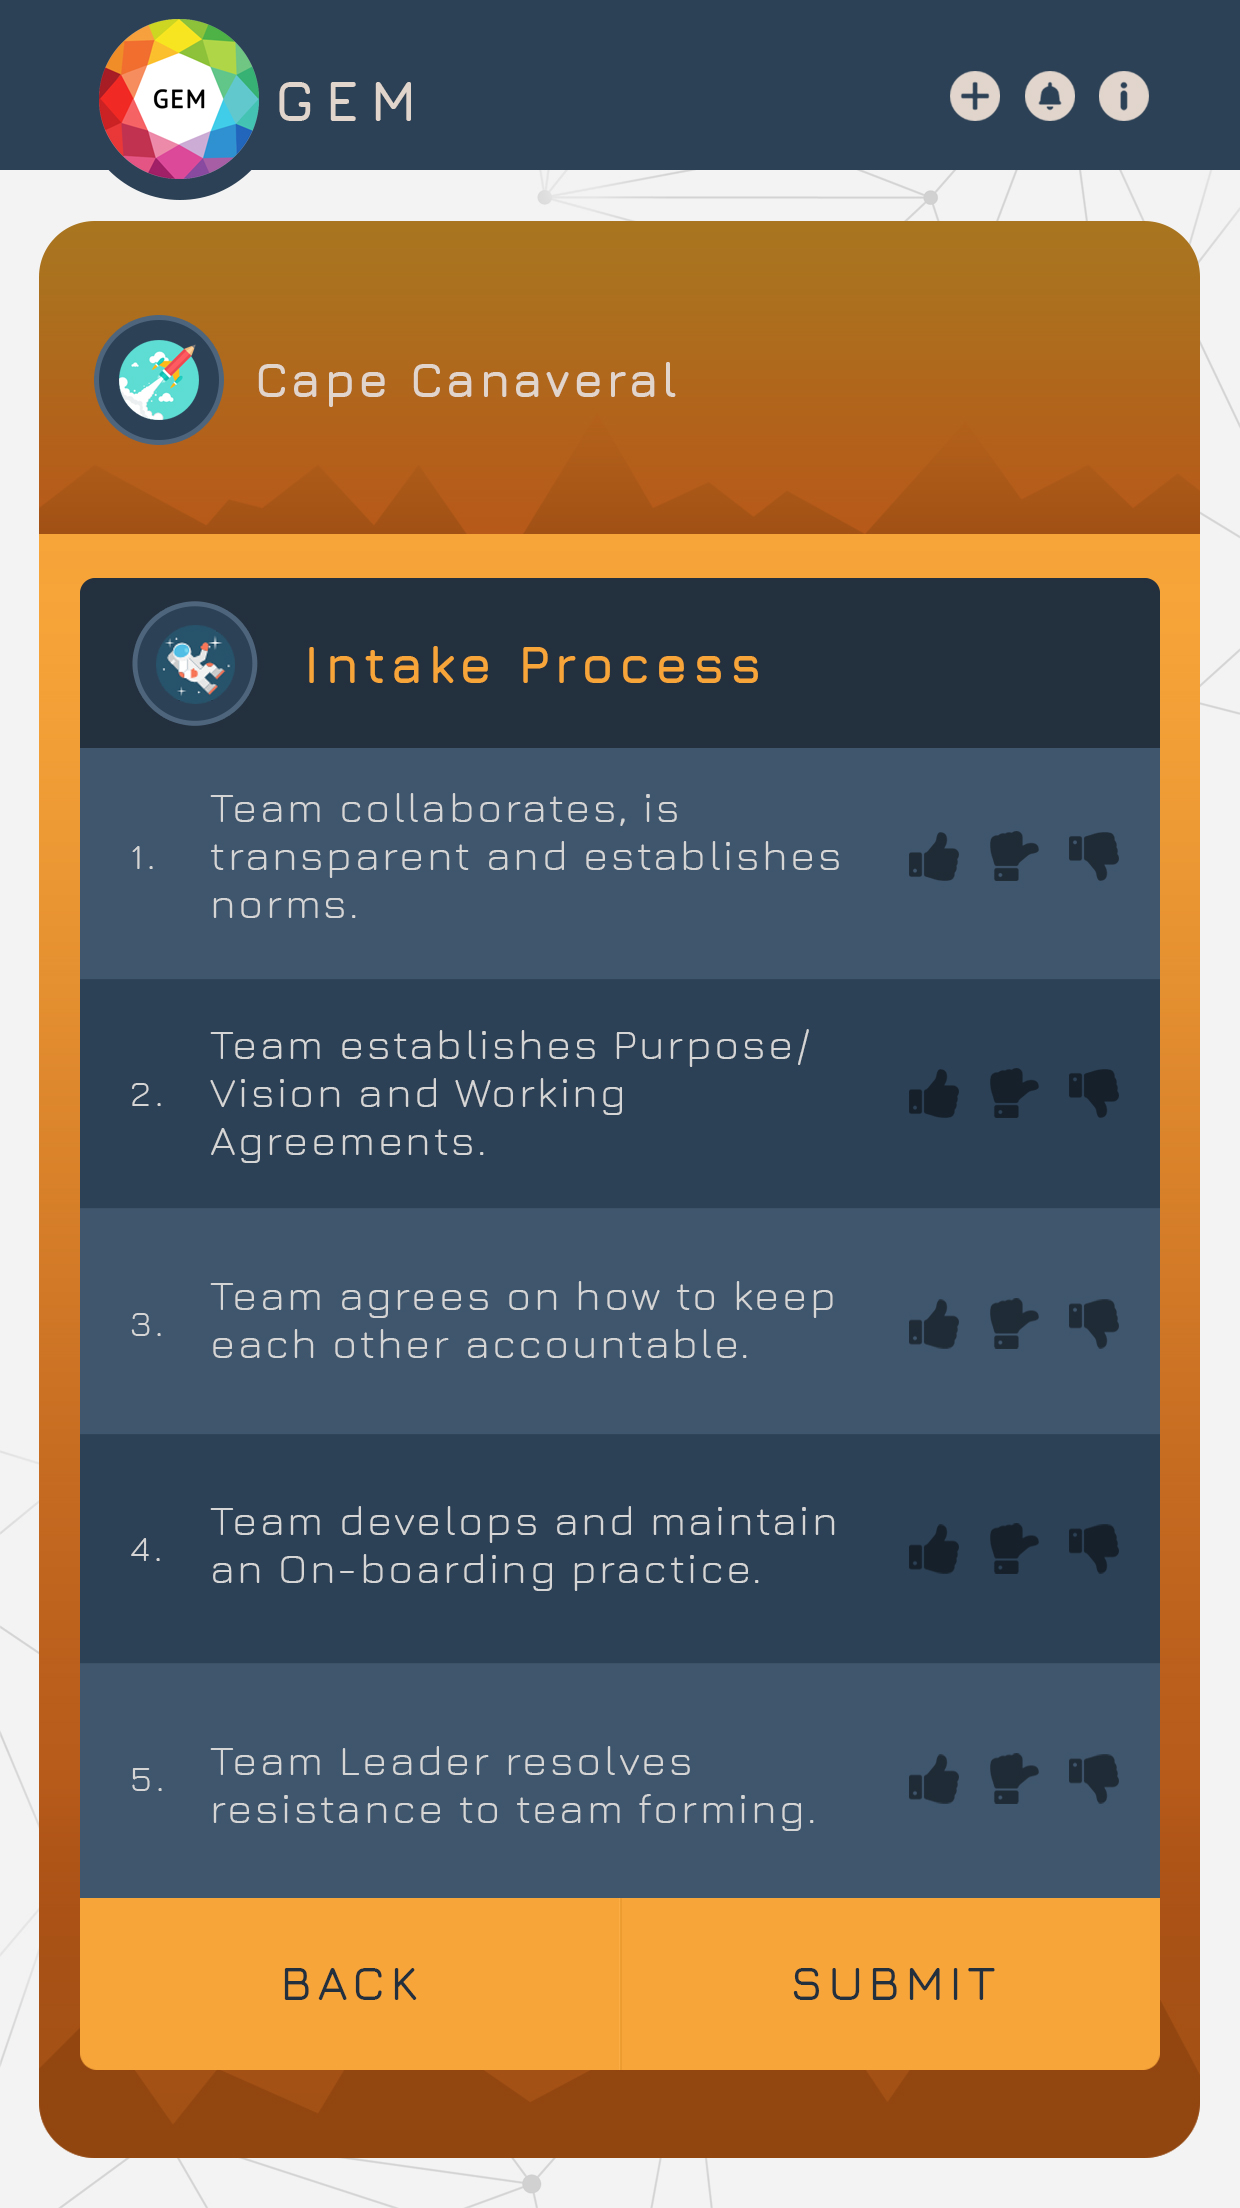 GEM
GEM
Cape Canaveral
Intake Process
1.
Team collaborates, is
transparent and establishes
norms.
2.
Team establishes Purpose/
Vision and Working
Agreements.
3.
Team agrees on how to keep
each other accountable.
4.
Team develops and maintain
an On-boarding practice.
5.
Team Leader resolves
resistance to team forming.
BACK
SUBMIT